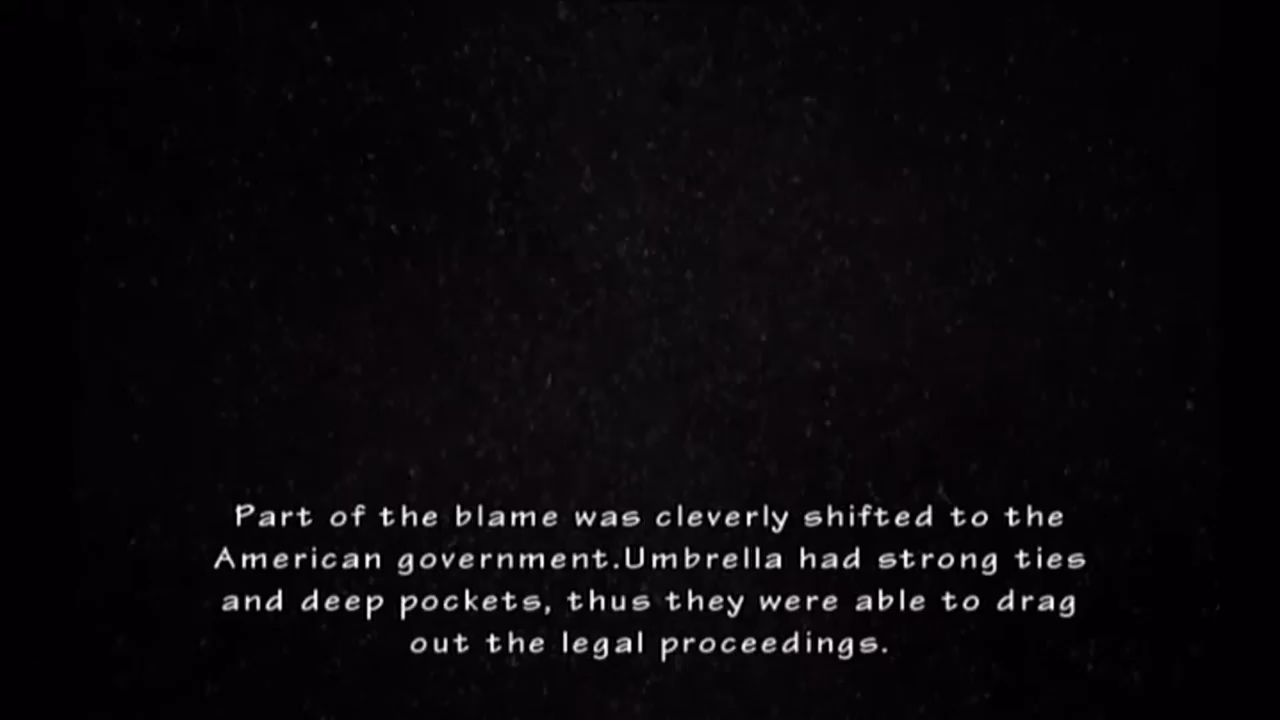 Part of the blame was cleverly shifted to the
American government.Umbrella had strong ties
and deep pockets, thus they were able to drag
out the legal proceedings.